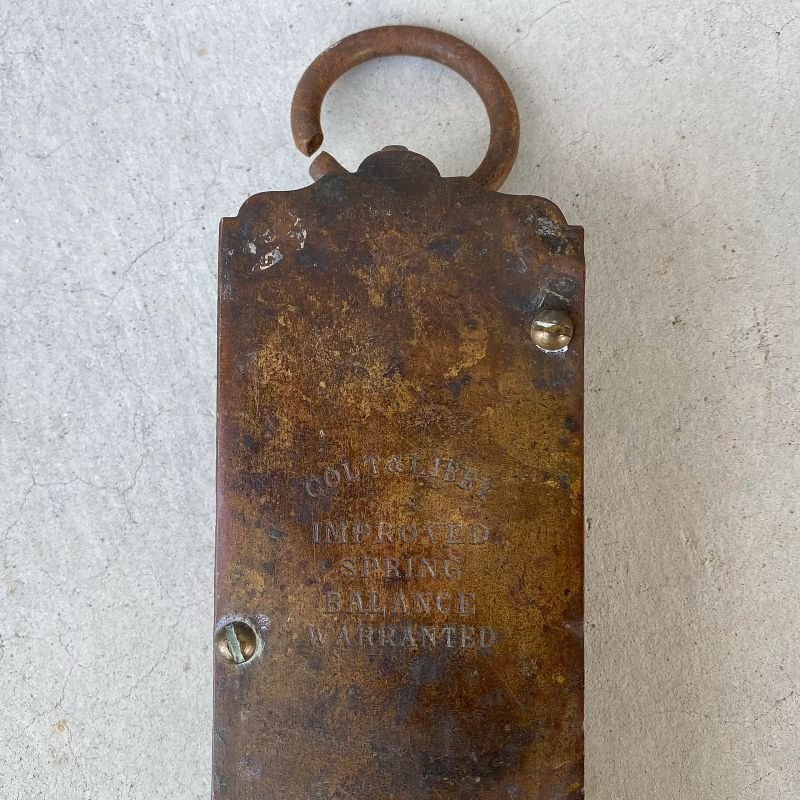 COLT & LIBBY
IMPROVED
SPRING
BALANCE
WARRANTED